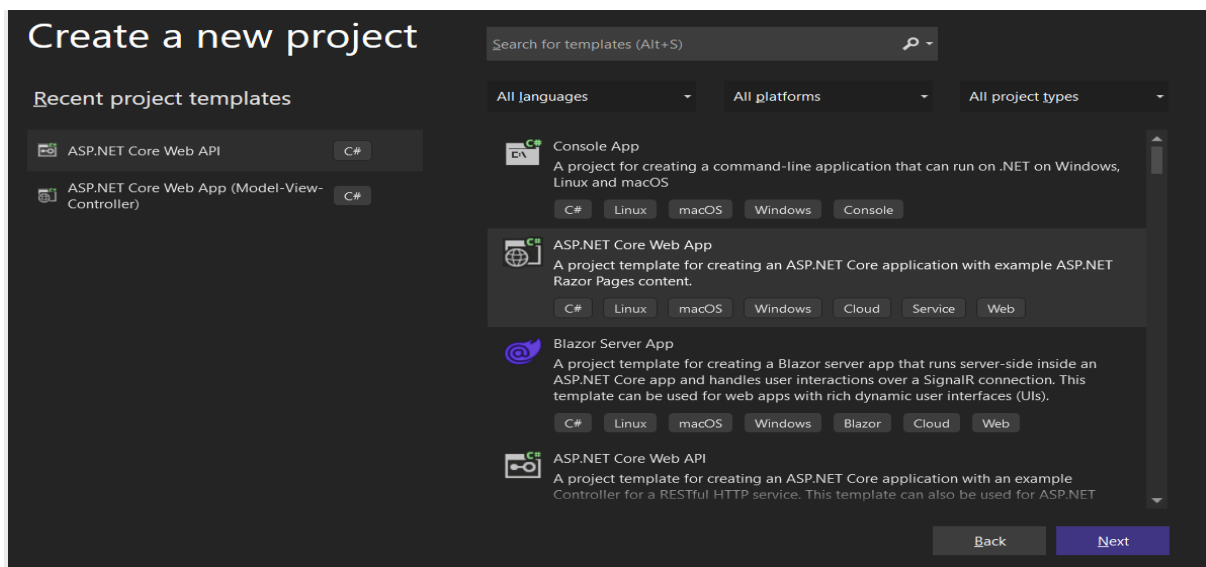 Create a new project
Search for templates (Alt+S)
Recent project templates
All languages
All platforms
All project types
ASP.NET Core Web API
C#
ASP.NET Core Web App (Model-View-
Controller)
C#
Console App
A project for creating a command-line application that can run on .NET on Windows,
Linux and macOS
C# Linux macOS Windows Console
ASP.NET Core Web App
A project template for creating an ASP.NET Core application with example ASP.NET
Razor Pages content.
C# Linux macOS Windows Cloud Service Web
Blazor Server App
A project template for creating a Blazor server app that runs server-side inside an
ASP.NET Core app and handles user interactions over a SignalR connection. This
template can be used for web apps with rich dynamic user interfaces (UIs).
C# Linux macOS Windows Blazor Cloud Web
ASP.NET Core Web API
A project template for creating an ASP.NET Core application with an example
Controller for a RESTful HTTP service. This template can also be used for ASP.NET
Back
Next